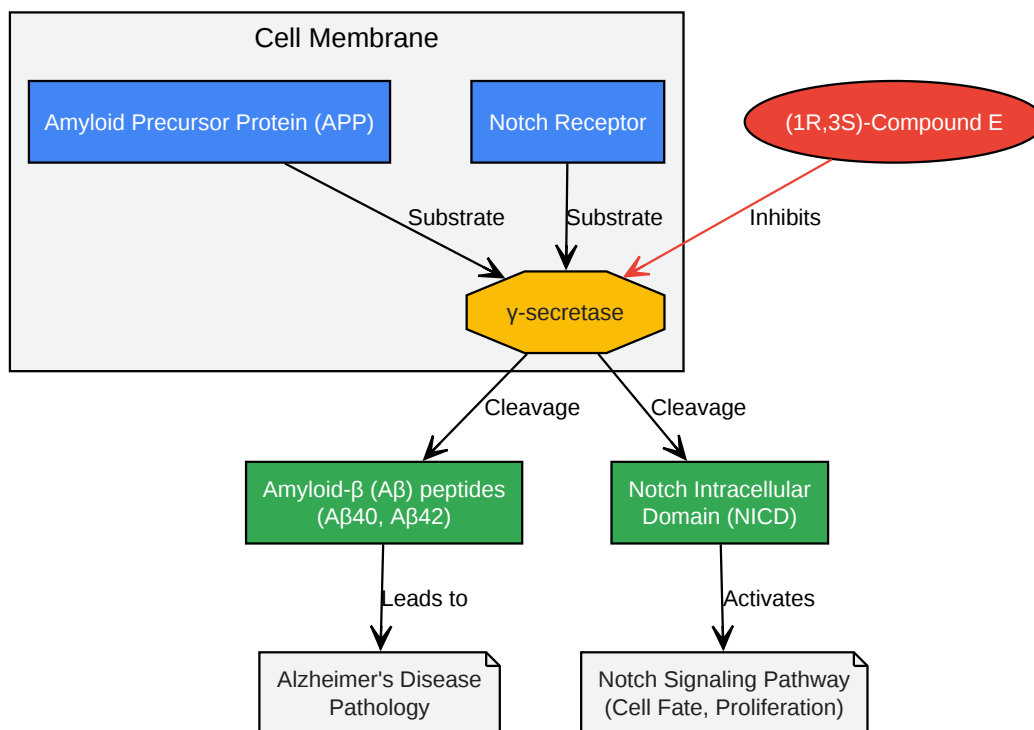 Cell Membrane
Amyloid Precursor Protein (APP)
Notch Receptor
(1R,3S)-Compound E
Substrate
Substrate
Inhibits
γ-secretase
Cleavage
Cleavage
Amyloid-β (Aβ) peptides
(Aβ40, Aβ42)
Notch Intracellular
Domain (NICD)
Leads to
Activates
Alzheimer's Disease
Pathology
Notch Signaling Pathway
(Cell Fate, Proliferation)